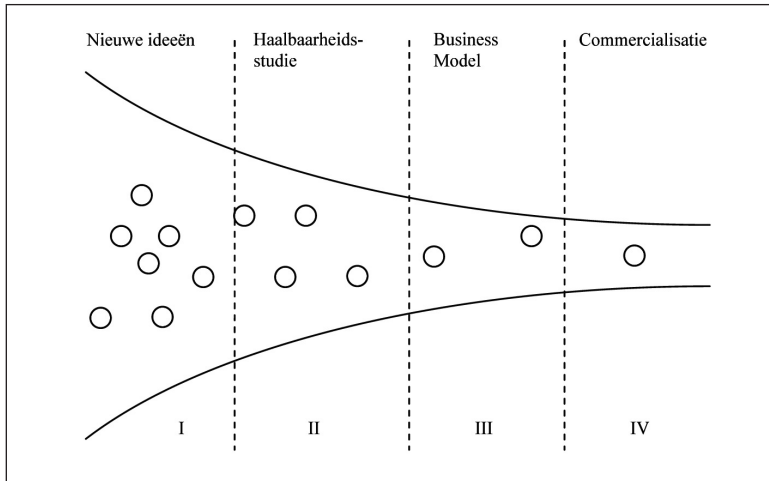 Nieuwe ideeën
Haalbaarheids-
studie
Business
Model
Commercialisatie
I
II
III
IV